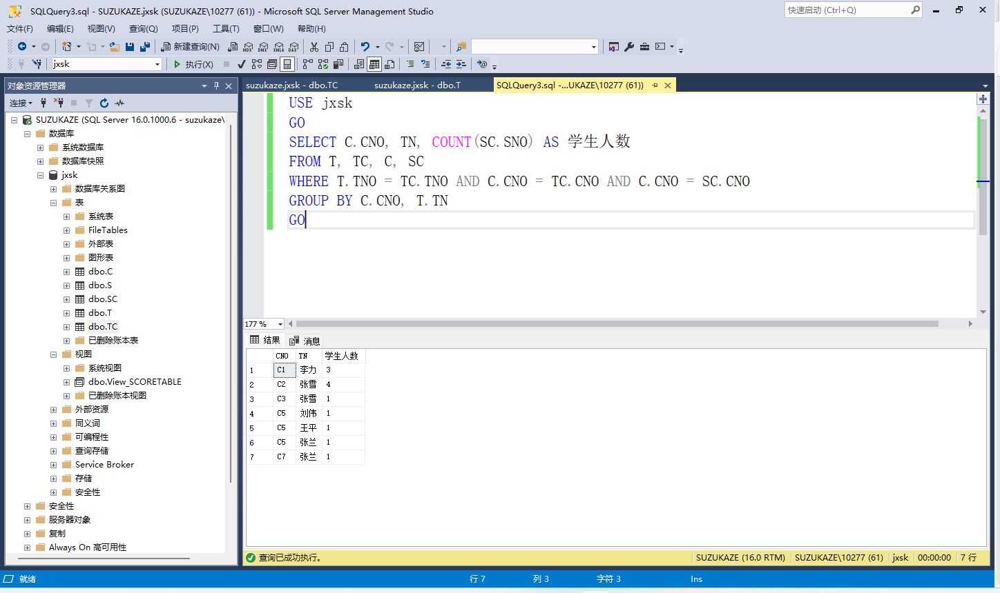 SQLQuery3.sql - SUZUKAZE.jxsk (SUZUKAZE\10277 (61)) - Microsoft SQL Server Management Studio
快速启动 (Ctrl+Q)
文件(F) 编辑(E) 视图(V) 查询(Q) 项目(P) 工具(T) 窗口(W) 帮助(H)
新建查询(N) MDX DMX XMLA DAX
jxsk 执行(X)
对象资源管理器
连接
SUZUKAZE (SQL Server 16.0.1000.6 - suzukaze\
数据库
系统数据库
数据库快照
jxsk
数据库关系图
表
系统表
FileTables
外部表
图形表
dbo.C
dbo.S
dbo.SC
dbo.T
dbo.TC
已删除账本表
视图
系统视图
dbo.View_SCORETABLE
已删除账本视图
外部资源
同义词
可编程性
查询存储
Service Broker
存储
安全性
安全性
服务器对象
复制
Always On 高可用性
suzukaze.jxsk - dbo.TC suzukaze.jxsk - dbo.T SQLQuery3.sql -...UKAZE\10277 (61))
USE jxsk
GO
SELECT C.CNO, TN, COUNT(SC.SNO) AS 学生人数
FROM T, TC, C, SC
WHERE T.TNO = TC.TNO AND C.CNO = TC.CNO AND C.CNO = SC.CNO
GROUP BY C.CNO, T.TN
GO
177 %
结果 消息
CNO TN 学生人数
1 C1 李力 3
2 C2 张雪 4
3 C3 张雪 1
4 C5 刘伟 1
5 C5 王平 1
6 C5 张兰 1
7 C7 张兰 1
查询已成功执行。 SUZUKAZE (16.0 RTM) SUZUKAZE\10277 (61) jxsk 00:00:00 7 行
就绪 行 7 列 3 字符 3 Ins